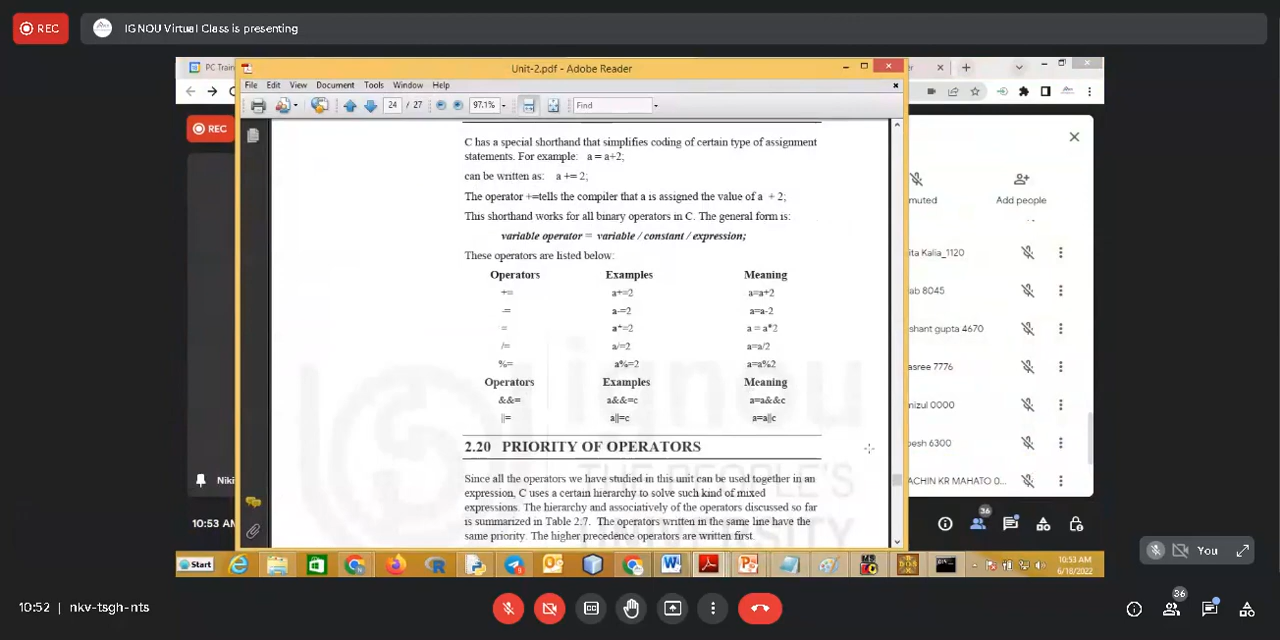 REC
IGNOU Virtual Class is presenting
PC Train
Unit-2.pdf - Adobe Reader
File Edit View Document Tools Window Help
24 / 27 97.1% Find
REC
C has a special shorthand that simplifies coding of certain type of assignment
statements. For example: a = a+2;
can be written as: a += 2;
The operator +=tells the compiler that a is assigned the value of a + 2;
This shorthand works for all binary operators in C. The general form is:
variable operator = variable / constant / expression;
These operators are listed below:
Operators Examples Meaning
+= a+=2 a=a+2
-= a-=2 a=a-2
= a*=2 a = a*2
/= a/=2 a=a/2
%= a%=2 a=a%2
Operators Examples Meaning
&&= a&&=c a=a&&c
||= a||=c a=a||c
2.20 PRIORITY OF OPERATORS
Since all the operators we have studied in this unit can be used together in an
expression, C uses a certain hierarchy to solve such kind of mixed
expressions. The hierarchy and associatively of the operators discussed so far
is summarized in Table 2.7. The operators written in the same line have the
same priority. The higher precedence operators are written first.
ignou
THE PEOPLE'S
UNIVERSITY
muted
Add people
ita Kalia_1120
ab 8045
shant gupta 4670
asree 7776
mizul 0000
pesh 6300
ACHIN KR MAHATO 0...
Niki
10:53 AM
36
Start
10:53 AM
6/18/2022
You
10:52 | nkv-tsgh-nts
36